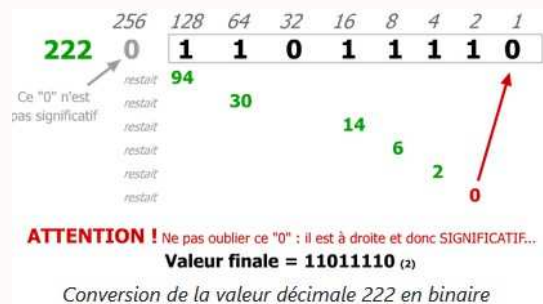 256 128 64 32 16 8 4 2 1
222 0 1 1 0 1 1 1 1 0
restait 94
Ce "0" n'est
pas significatif
restait 30
restait 14
restait 6
restait 2
restait 0
ATTENTION ! Ne pas oublier ce "0" : il est à droite et donc SIGNIFICATIF...
Valeur finale = 11011110 (2)
Conversion de la valeur décimale 222 en binaire